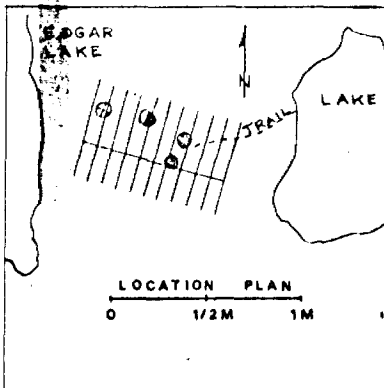 EDGAR
LAKE
N
LAKE
TRAIL
LOCATION PLAN
0 1/2M 1M